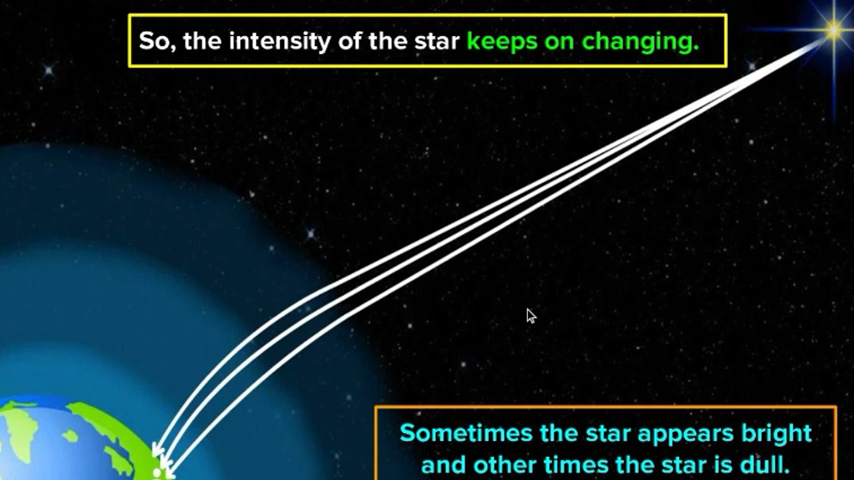 So, the intensity of the star keeps on changing.
Sometimes the star appears bright
and other times the star is dull.